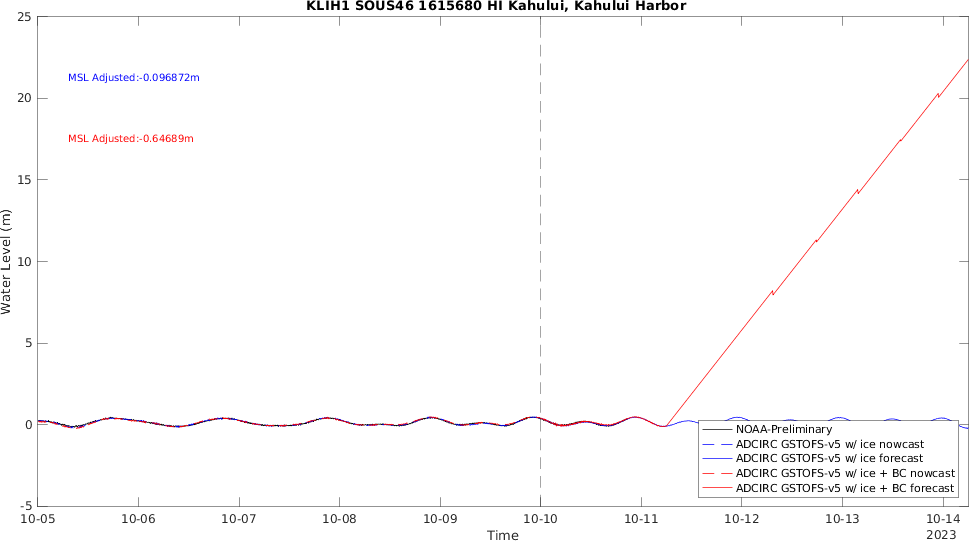 KLIH1 SOUS46 1615680 HI Kahului, Kahului Harbor
25
20
15
10
5
0
-5
Water Level (m)
MSL Adjusted:-0.096872m
MSL Adjusted:-0.64689m
NOAA-Preliminary
ADCIRC GSTOFS-v5 w/ ice nowcast
ADCIRC GSTOFS-v5 w/ ice forecast
ADCIRC GSTOFS-v5 w/ ice + BC nowcast
ADCIRC GSTOFS-v5 w/ ice + BC forecast
10-05 10-06 10-07 10-08 10-09 10-10 10-11 10-12 10-13 10-14
2023
Time